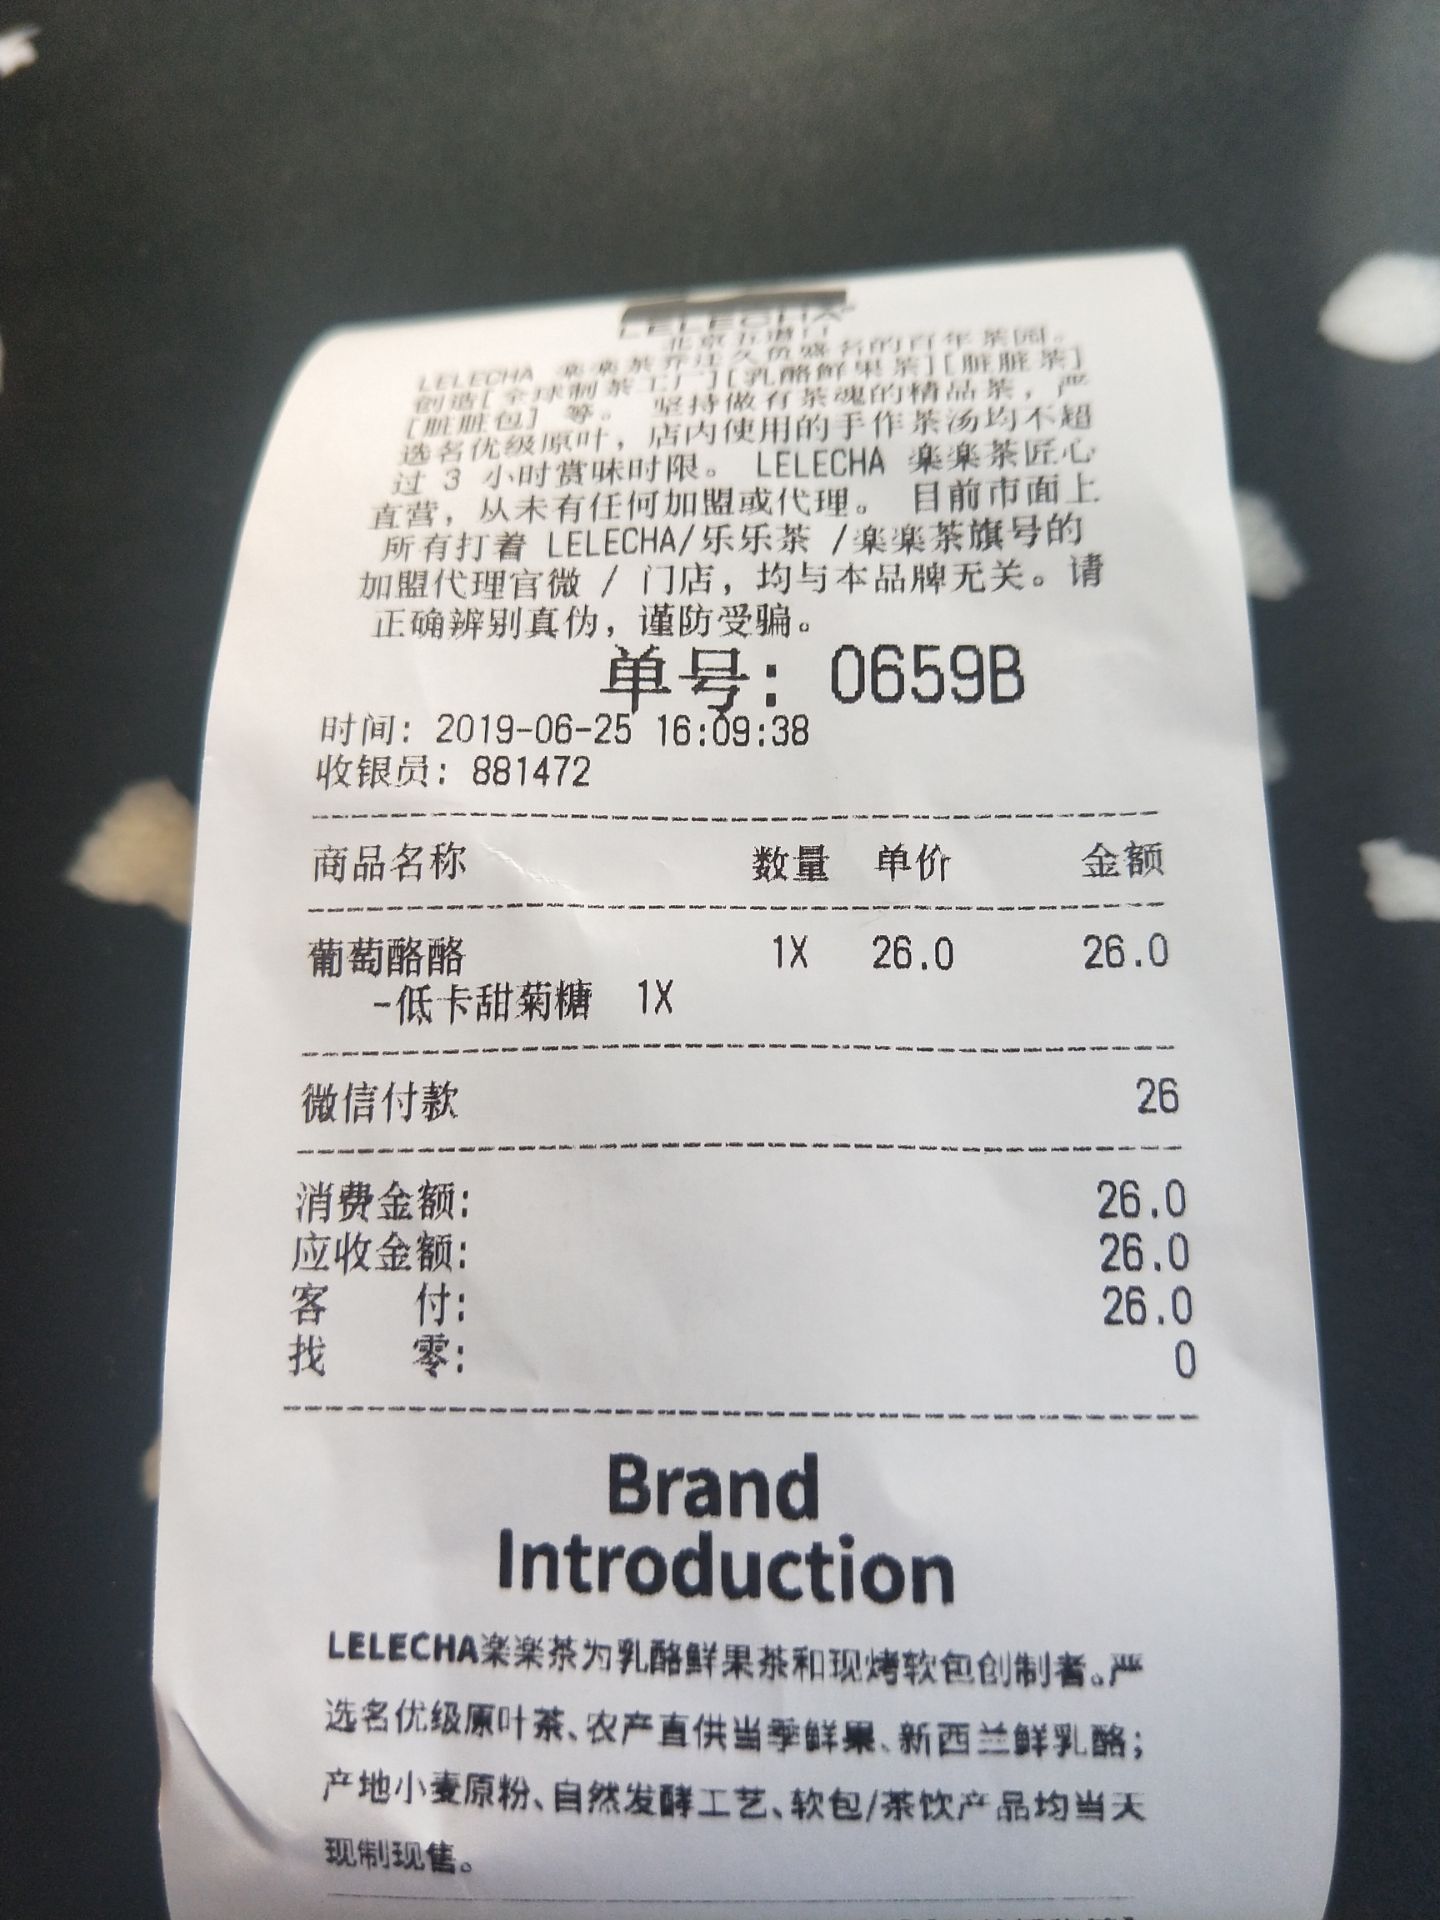 LELECHA
北京五道口
LELECHA 楽楽茶乔迁久负盛名的百年茶园。
创造[全球制茶工厂][乳酪鲜果茶][脏脏茶]
[脏脏包] 等。 坚持做有茶魂的精品茶，严
选名优级原叶，店内使用的手作茶汤均不超
过 3 小时赏味时限。 LELECHA 楽楽茶匠心
直营，从未有任何加盟或代理。 目前市面上
所有打着 LELECHA/乐乐茶 /楽楽茶旗号的
加盟代理官微 / 门店，均与本品牌无关。请
正确辨别真伪，谨防受骗。
单号: 0659B
时间: 2019-06-25 16:09:38
收银员: 881472
商品名称 数量 单价 金额
葡萄酪酪 1X 26.0 26.0
-低卡甜菊糖 1X
微信付款 26
消费金额: 26.0
应收金额: 26.0
客 付: 26.0
找 零: 0
Brand
Introduction
LELECHA楽楽茶为乳酪鲜果茶和现烤软包创制者。严
选名优级原叶茶、农产直供当季鲜果、新西兰鲜乳酪；
产地小麦原粉、自然发酵工艺、软包/茶饮产品均当天
现制现售。